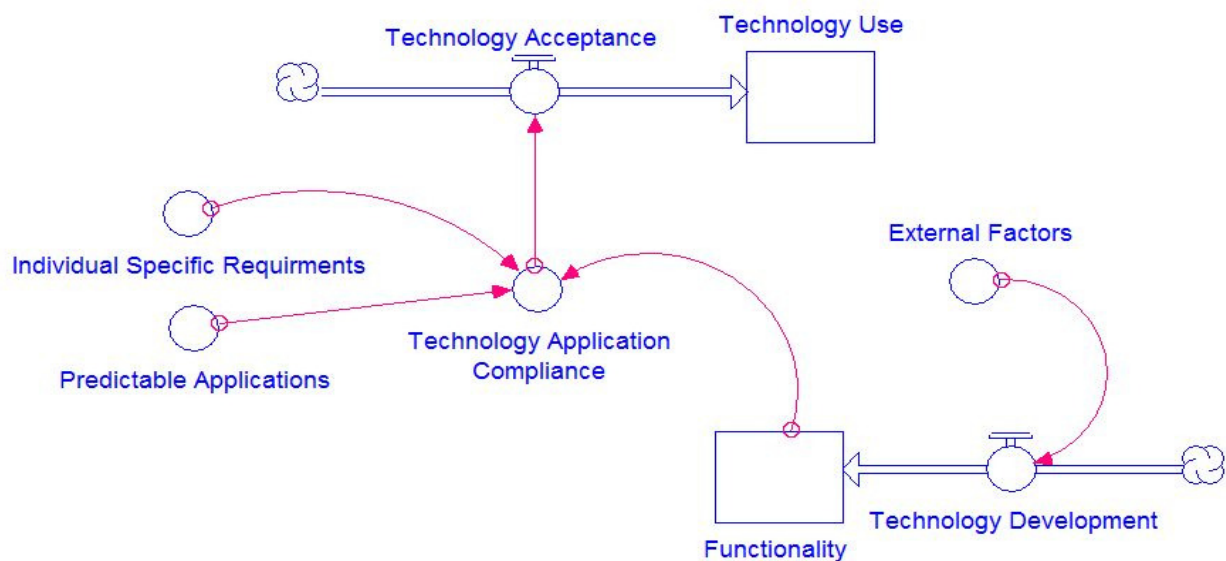 Technology Acceptance
Technology Use
Individual Specific Requirments
External Factors
Predictable Applications
Technology Application
Compliance
Technology Development
Functionality